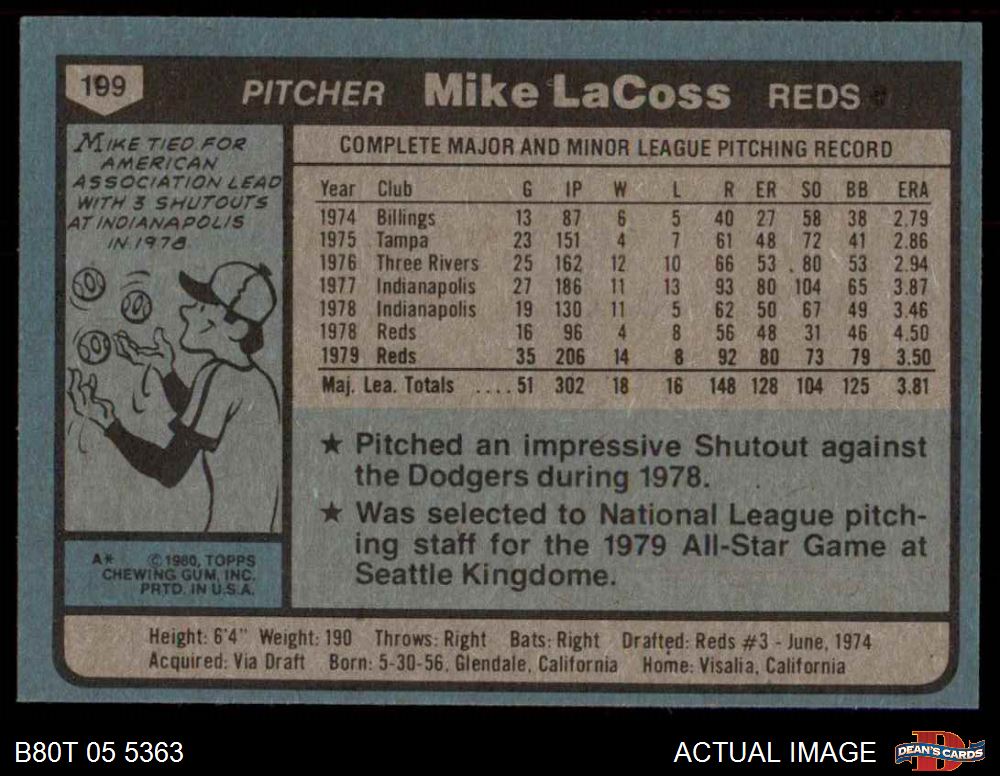 199
PITCHER Mike LaCoss REDS
MIKE TIED FOR
AMERICAN
ASSOCIATION LEAD
WITH 3 SHUTOUTS
AT INDIANAPOLIS
IN 1978
COMPLETE MAJOR AND MINOR LEAGUE PITCHING RECORD
Year Club G IP W L R ER SO BB ERA
1974 Billings 13 87 6 5 40 27 58 38 2.79
1975 Tampa 23 151 4 7 61 48 72 41 2.86
1976 Three Rivers 25 162 12 10 66 53 80 53 2.94
1977 Indianapolis 27 186 11 13 93 80 104 65 3.87
1978 Indianapolis 19 130 11 5 62 50 67 49 3.46
1978 Reds 16 96 4 8 56 48 31 46 4.50
1979 Reds 35 206 14 8 92 80 73 79 3.50
Maj. Lea. Totals ....51 302 18 16 148 128 104 125 3.81
★ Pitched an impressive Shutout against
the Dodgers during 1978.
★ Was selected to National League pitch-
ing staff for the 1979 All-Star Game at
Seattle Kingdome.
A* © 1980, TOPPS
CHEWING GUM, INC.
PRTD. IN U.S.A.
Height: 6'4" Weight: 190 Throws: Right Bats: Right Drafted: Reds #3 - June, 1974
Acquired: Via Draft Born: 5-30-56, Glendale, California Home: Visalia, California
B80T 05 5363
ACTUAL IMAGE
DEAN'S CARDS